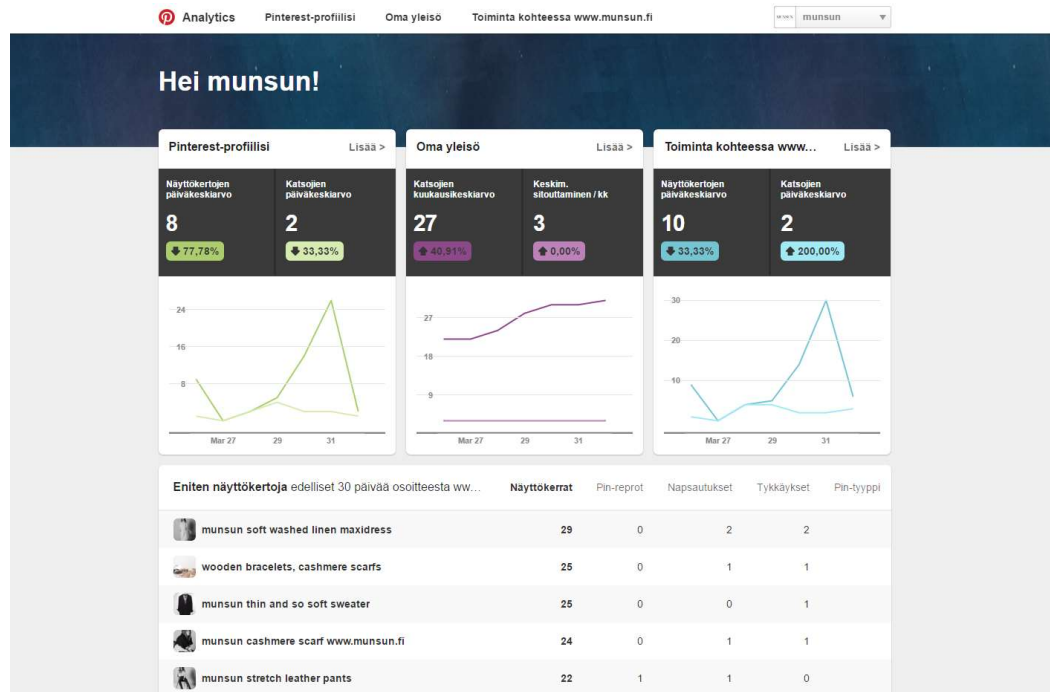 Analytics Pinterest-profiilisi Oma yleisö Toiminta kohteessa www.munsun.fi munsun
Hei munsun!
Pinterest-profiilisi Lisää >
Näyttökertojen päiväkeskiarvo
8
77,78%
Katsojien päiväkeskiarvo
2
33,33%
24
16
8
Mar 27 29 31
Oma yleisö Lisää >
Katsojien kuukausikeskiarvo
27
40,91%
Keskim. sitouttaminen / kk
3
0,00%
27
18
9
Mar 27 29 31
Toiminta kohteessa www... Lisää >
Näyttökertojen päiväkeskiarvo
10
33,33%
Katsojien päiväkeskiarvo
2
200,00%
30
20
10
Mar 27 29 31
Eniten näyttökertoja edelliset 30 päivää osoitteesta ww... Näyttökerrat Pin-reprot Napsautukset Tykkäykset Pin-tyyppi
munsun soft washed linen maxidress 29 0 2 2
wooden bracelets, cashmere scarfs 25 0 1 1
munsun thin and so soft sweater 25 0 0 1
munsun cashmere scarf www.munsun.fi 24 0 1 1
munsun stretch leather pants 22 1 1 0